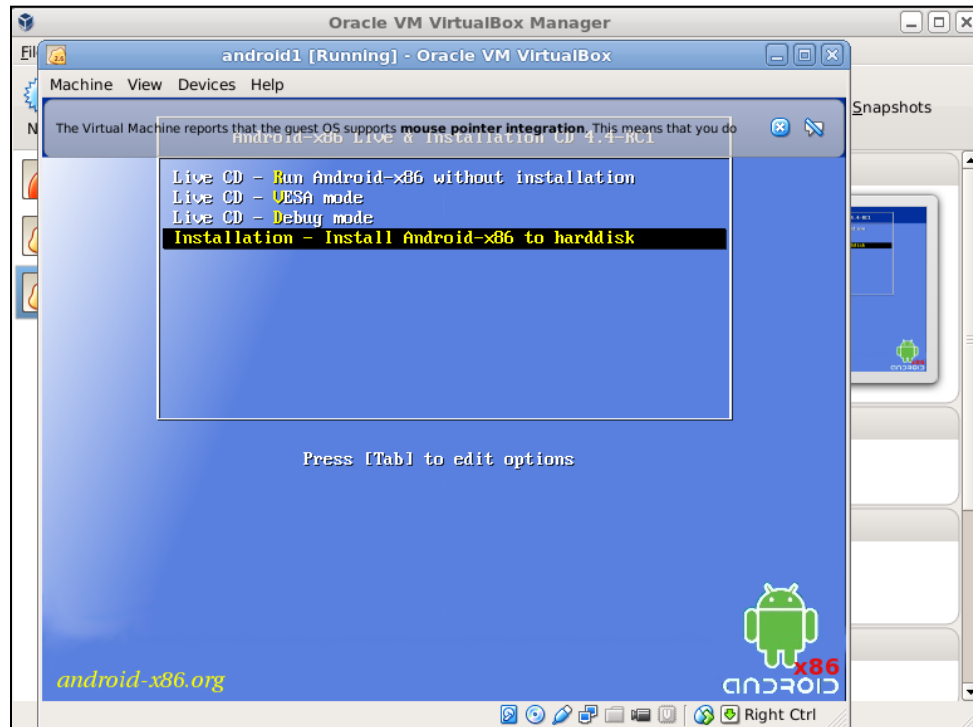 Oracle VM VirtualBox Manager
android1 [Running] - Oracle VM VirtualBox
Machine View Devices Help
Snapshots
The Virtual Machine reports that the guest OS supports mouse pointer integration. This means that you do
Android-x86 Live & Installation CD 4.4-RC1
Live CD - Run Android-x86 without installation
Live CD - VESA mode
Live CD - Debug mode
Installation - Install Android-x86 to harddisk
Press [Tab] to edit options
android-x86.org
x86
ANDROID
Right Ctrl